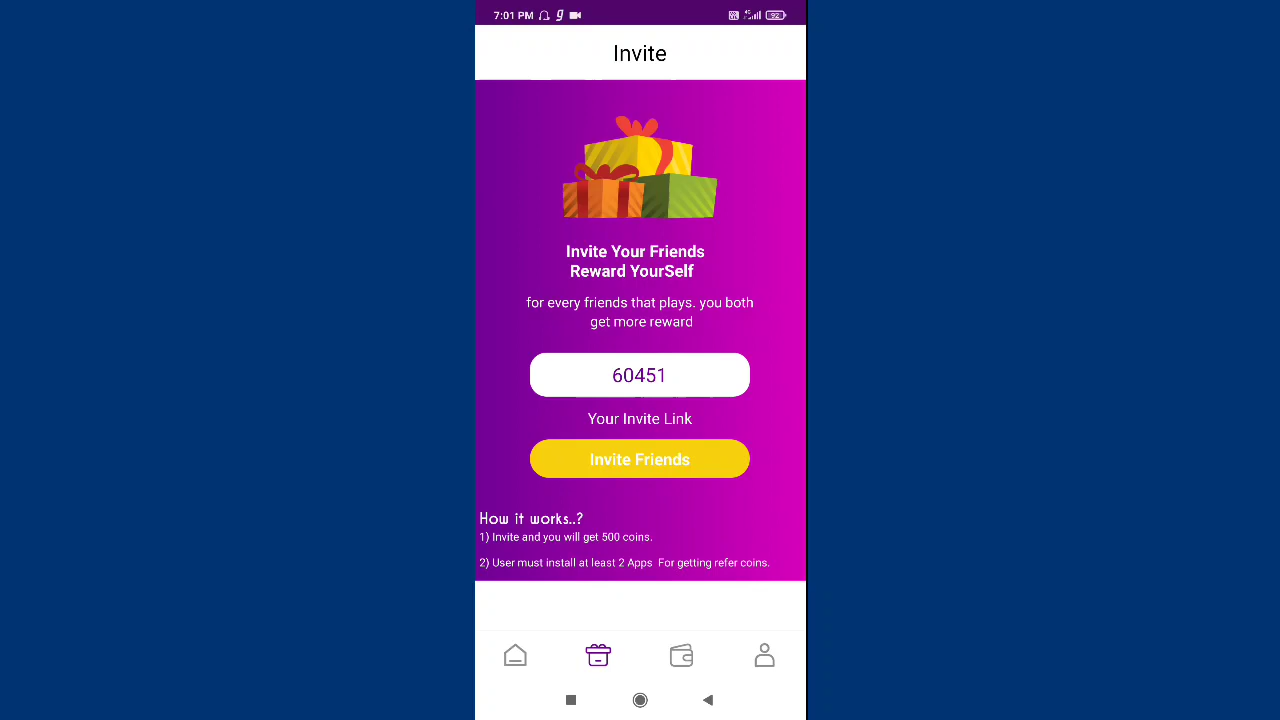 7:01 PM
4G
92
Invite
Invite Your Friends
Reward YourSelf
for every friends that plays. you both
get more reward
60451
Your Invite Link
Invite Friends
How it works..?
1) Invite and you will get 500 coins.
2) User must install at least 2 Apps For getting refer coins.